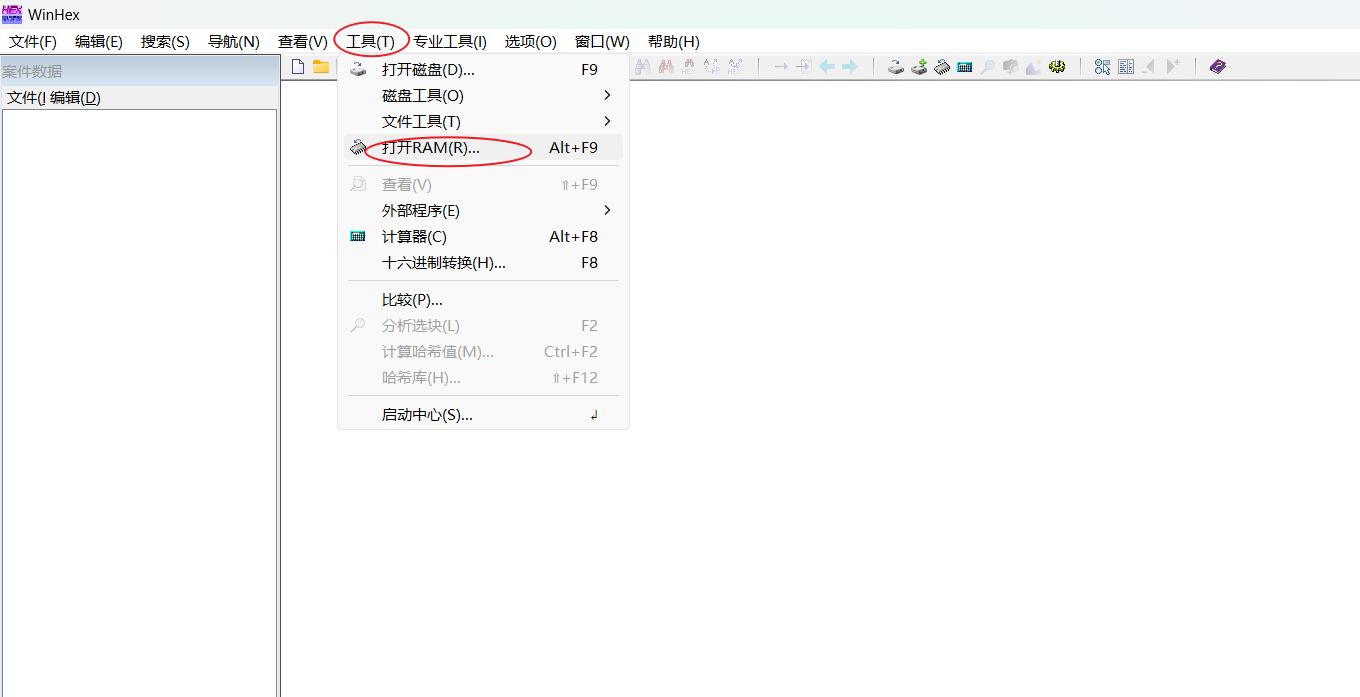 WinHex
文件(F) 编辑(E) 搜索(S) 导航(N) 查看(V) 工具(T) 专业工具(I) 选项(O) 窗口(W) 帮助(H)
案件数据
文件(I 编辑(D)
打开磁盘(D)... F9
磁盘工具(O)
文件工具(T)
打开RAM(R)... Alt+F9
查看(V) ⇧+F9
外部程序(E)
计算器(C) Alt+F8
十六进制转换(H)... F8
比较(P)...
分析选块(L) F2
计算哈希值(M)... Ctrl+F2
哈希库(H)... ⇧+F12
启动中心(S)... ↲